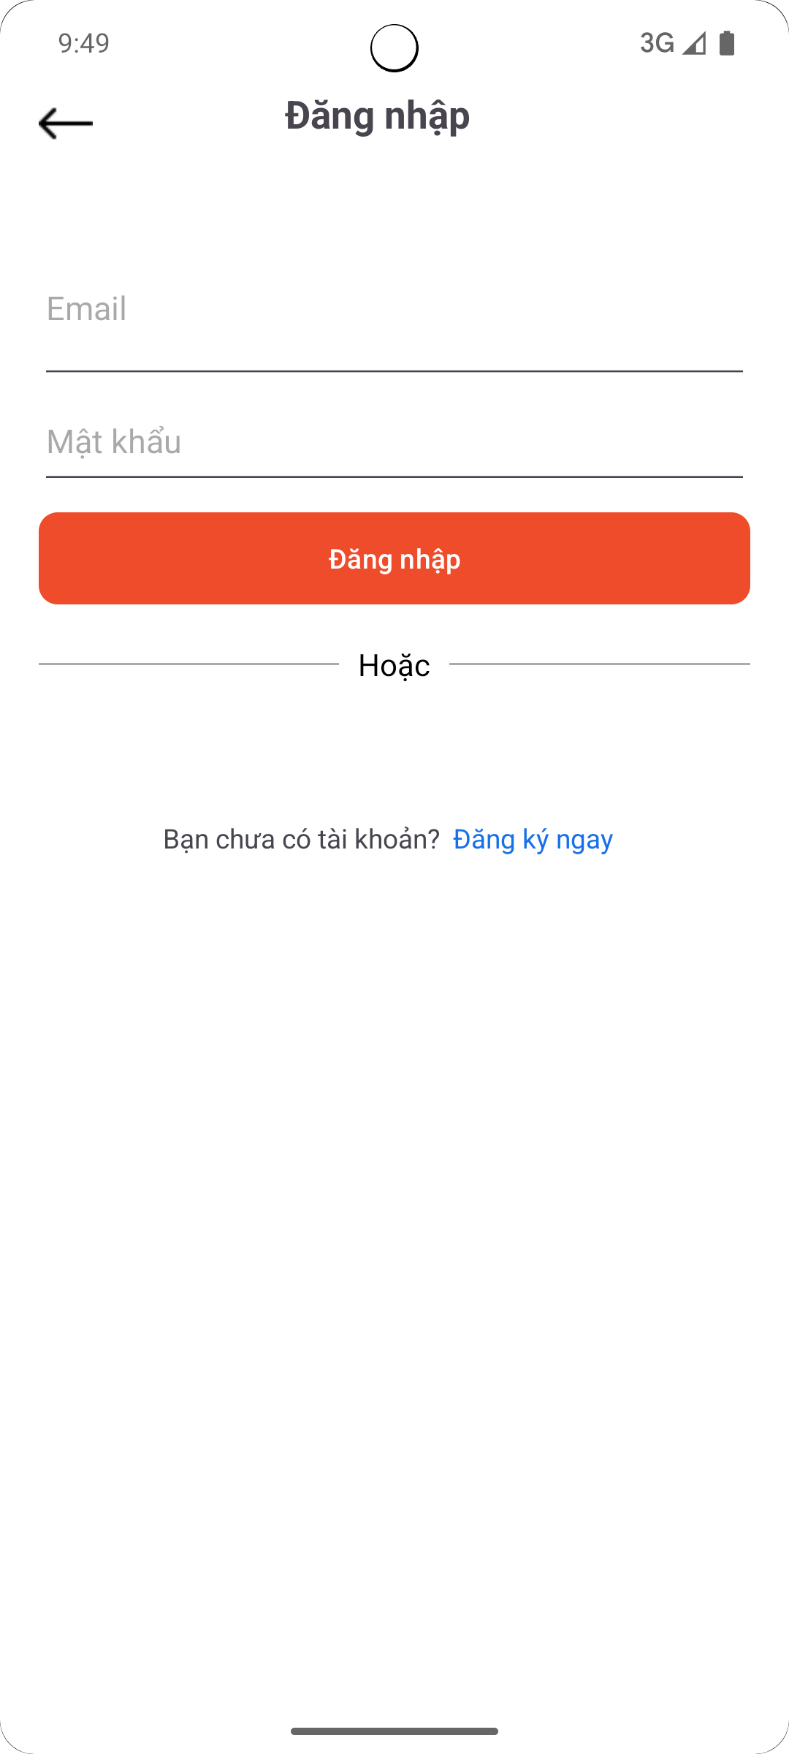 9:49
3G
Đăng nhập
Email
Mật khẩu
Đăng nhập
Hoặc
Bạn chưa có tài khoản? Đăng ký ngay